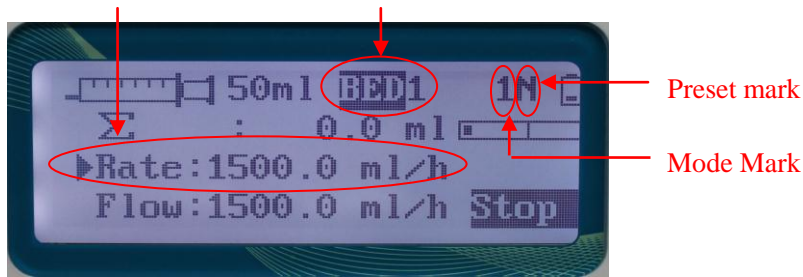 50ml BED1 1N
Preset mark
Σ : 0.0 ml
Mode Mark
▶Rate:1500.0 ml/h
Flow:1500.0 ml/h Stop